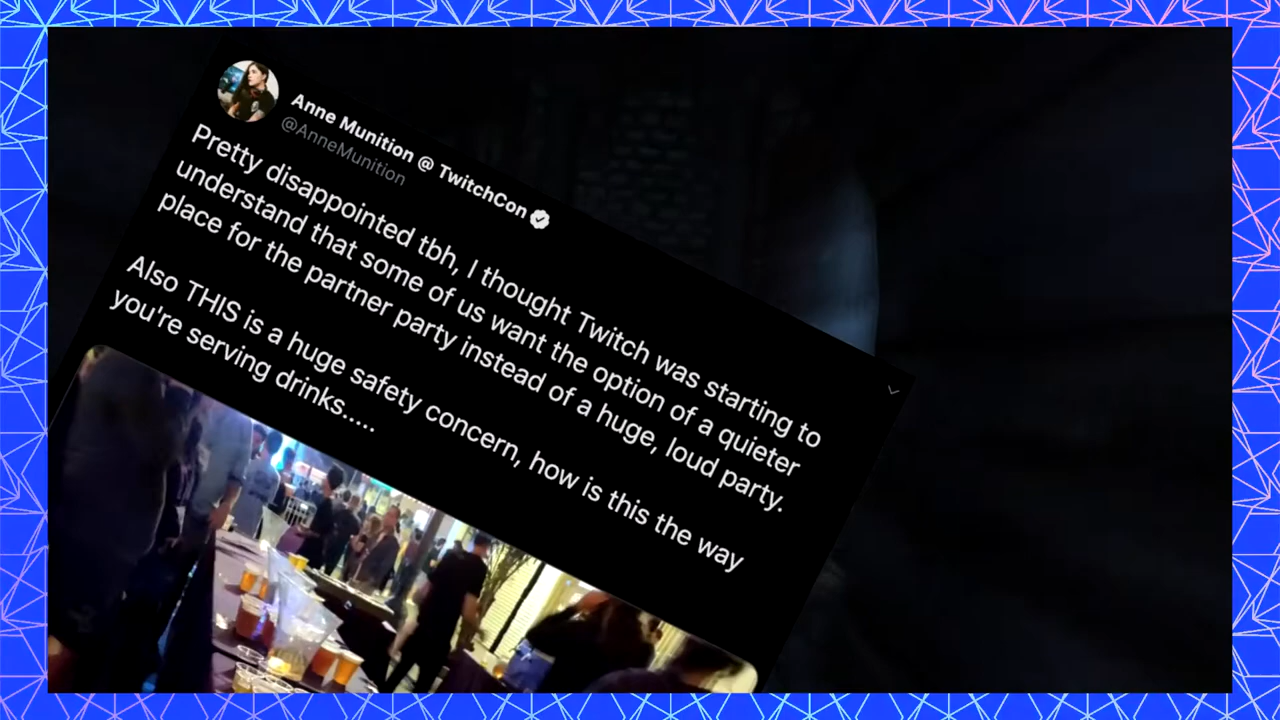 Anne Munition @ TwitchCon
@AnneMunition
Pretty disappointed tbh, I thought Twitch was starting to
understand that some of us want the option of a quieter
place for the partner party instead of a huge, loud party.
Also THIS is a huge safety concern, how is this the way
you're serving drinks.....